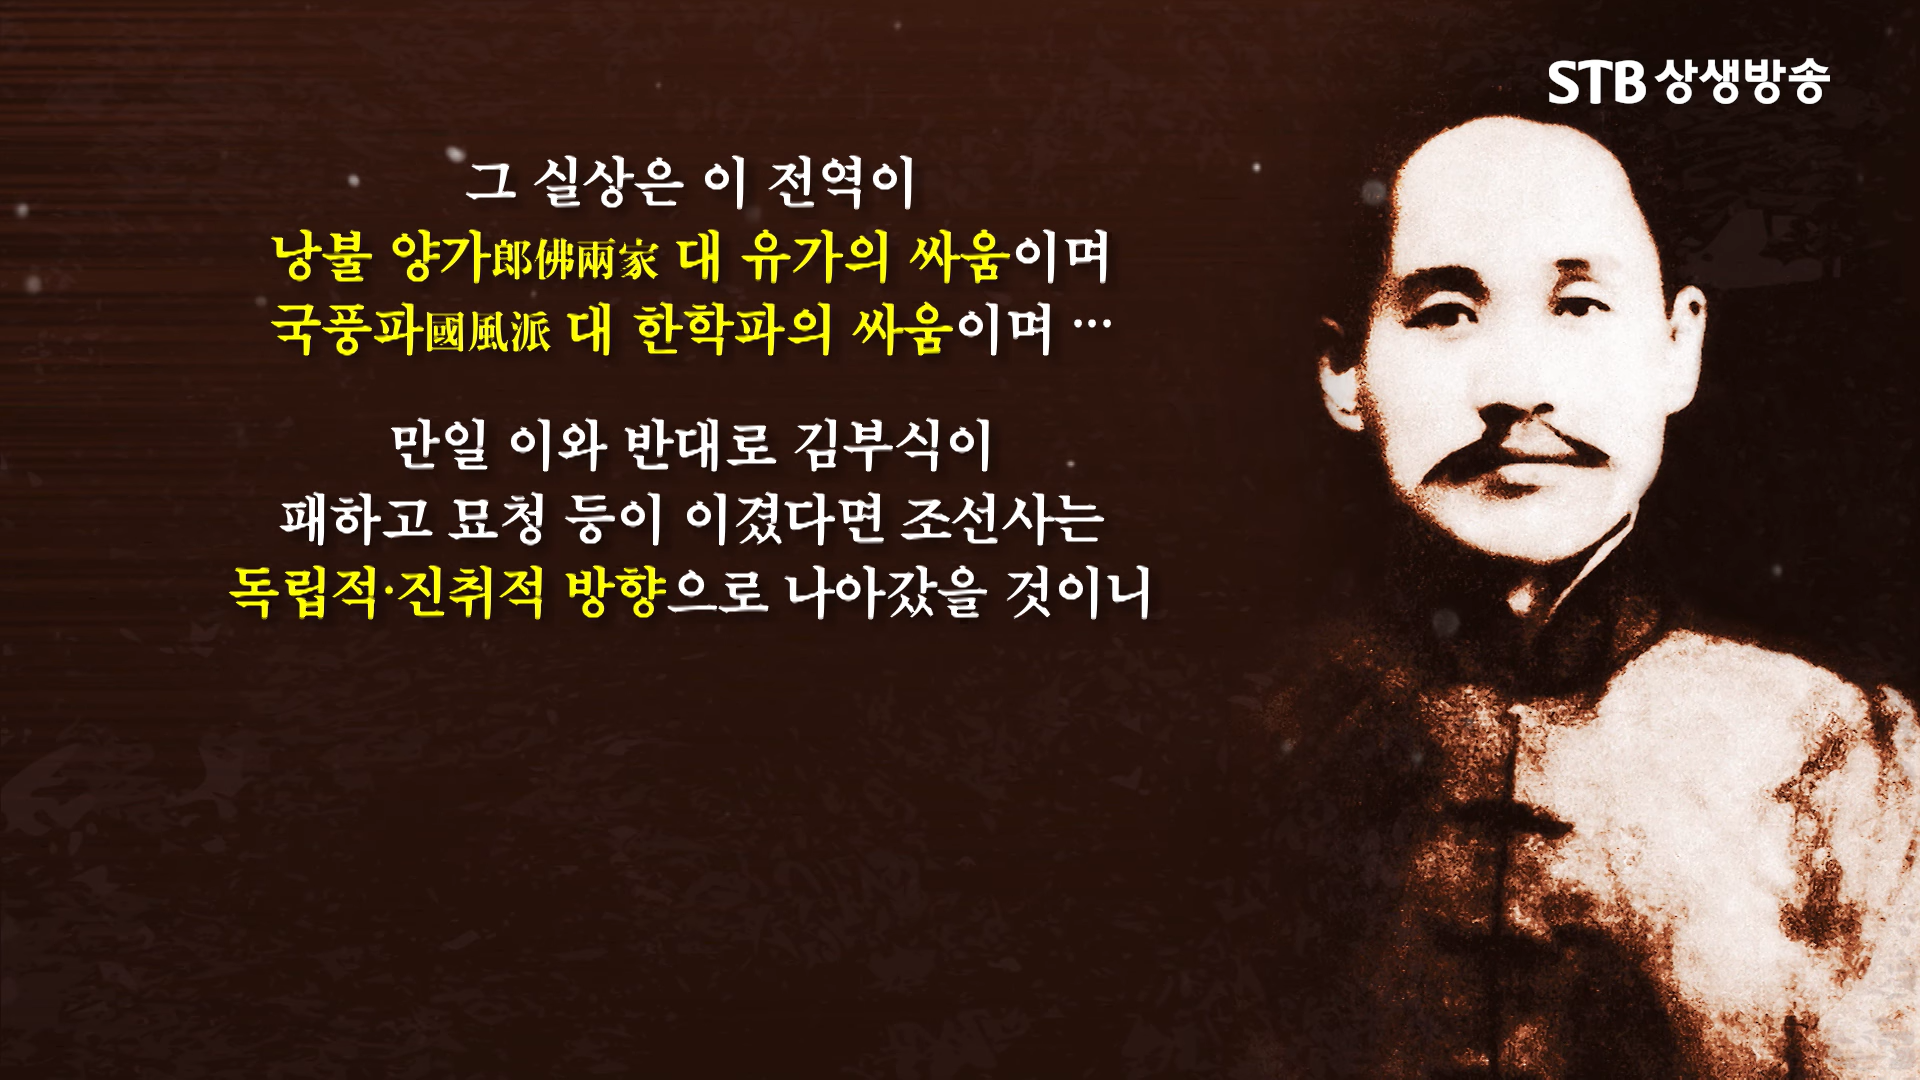 STB 상생방송
그 실상은 이 전역이
낭불 양가郎佛兩家 대 유가의 싸움이며
국풍파國風派 대 한학파의 싸움이며 …
만일 이와 반대로 김부식이
패하고 묘청 등이 이겼다면 조선사는
독립적·진취적 방향으로 나아갔을 것이니